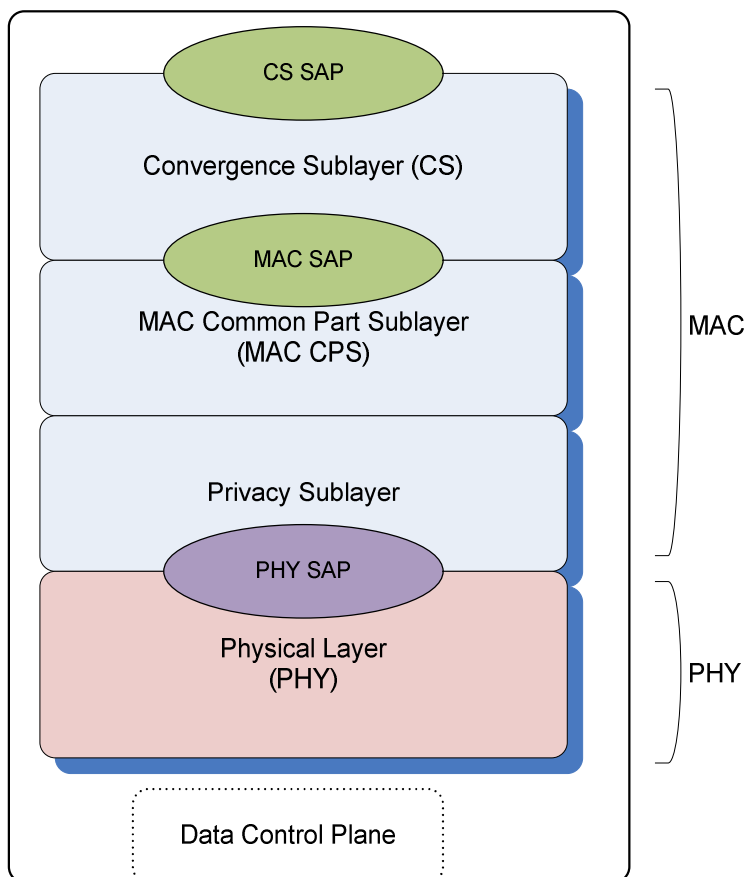 CS SAP
Convergence Sublayer (CS)
MAC SAP
MAC Common Part Sublayer
(MAC CPS)
MAC
Privacy Sublayer
PHY SAP
Physical Layer
(PHY)
PHY
Data Control Plane